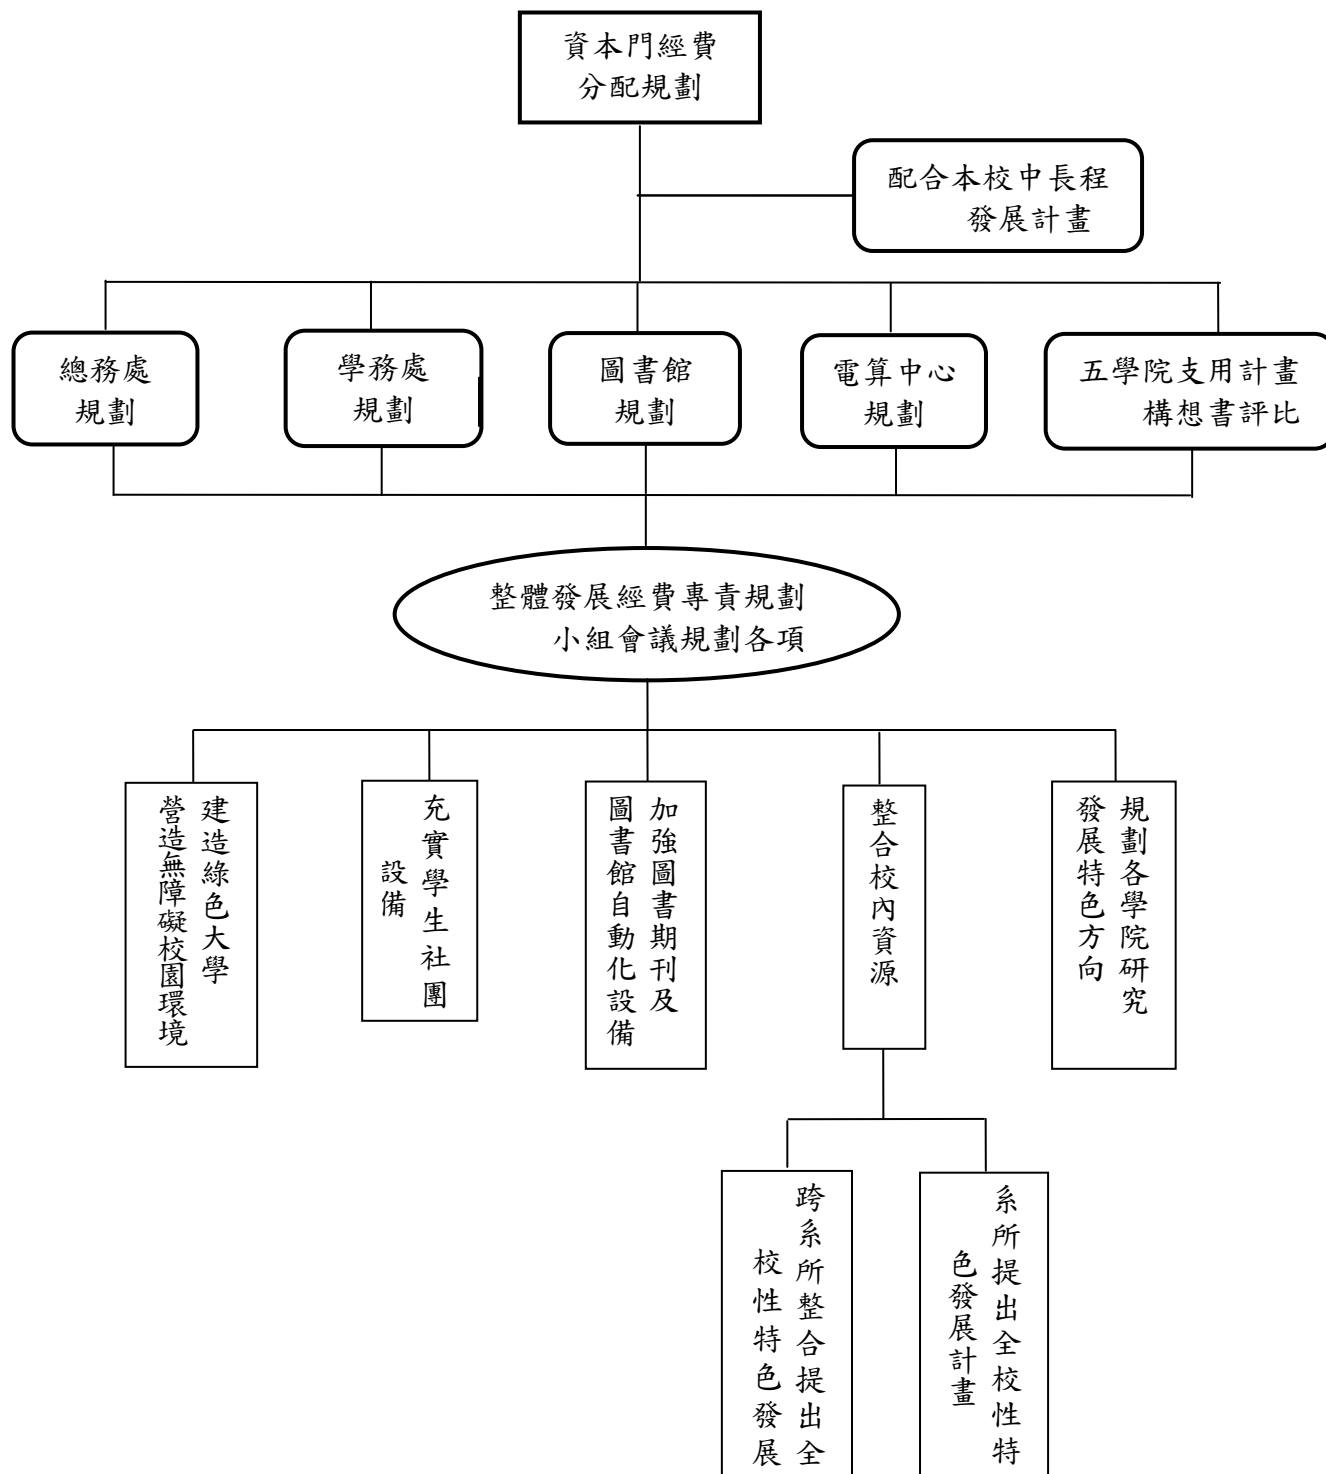 資本門經費
分配規劃
配合本校中長程
發展計畫
總務處
規劃
學務處
規劃
圖書館
規劃
電算中心
規劃
五學院支用計畫
構想書評比
整體發展經費專責規劃
小組會議規劃各項
建造綠色大學
營造無障礙校園環境
充實學生社團
設備
加強圖書期刊及
圖書館自動化設備
整合校內資源
規劃各學院研究
發展特色方向
跨系所整合提出全
校性特色發展
系所提出全校性特
色發展計畫